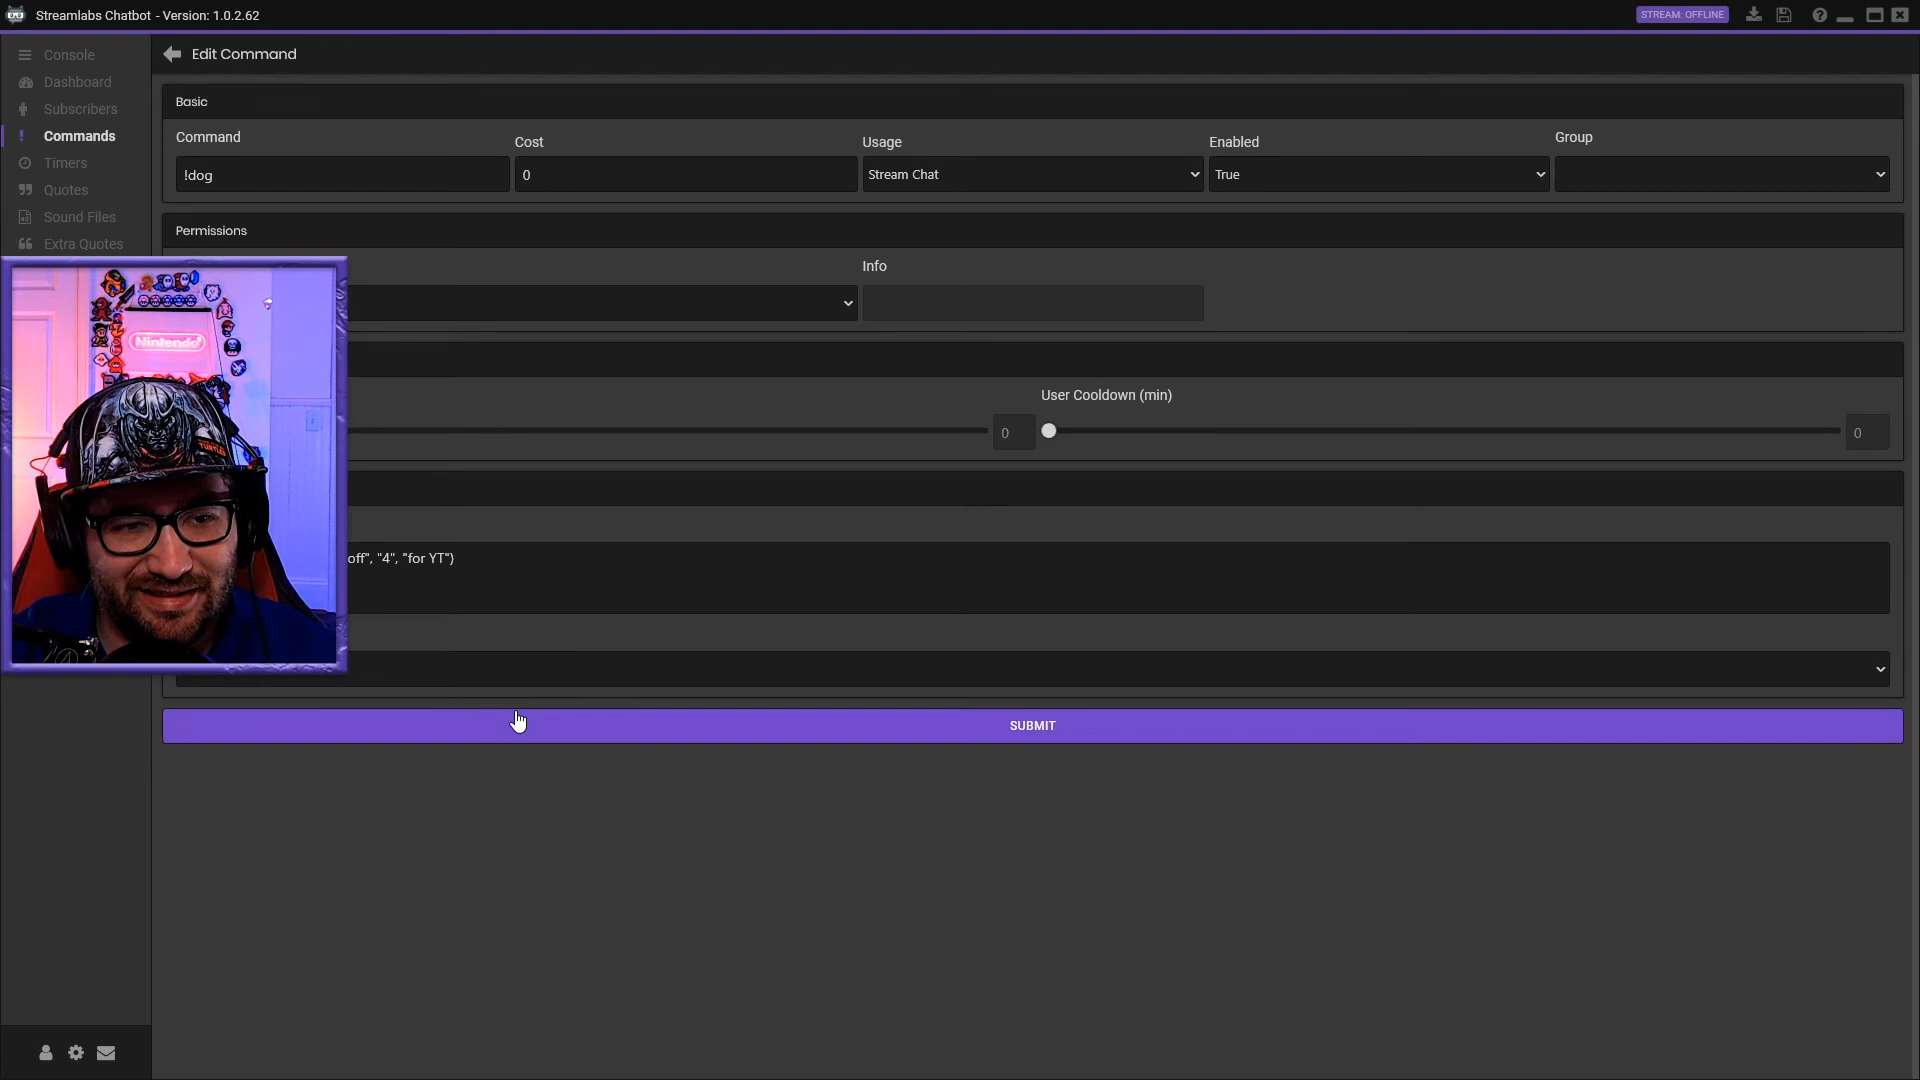 Streamlabs Chatbot - Version: 1.0.2.62
STREAM: OFFLINE
Console
Dashboard
Subscribers
Commands
Timers
Quotes
Sound Files
Extra Quotes
Edit Command
Basic
Command
Cost
Usage
Enabled
Group
!dog
0
Stream Chat
True
Permissions
Info
User Cooldown (min)
0
0
off", "4", "for YT")
SUBMIT
Nintendo
TURTLES